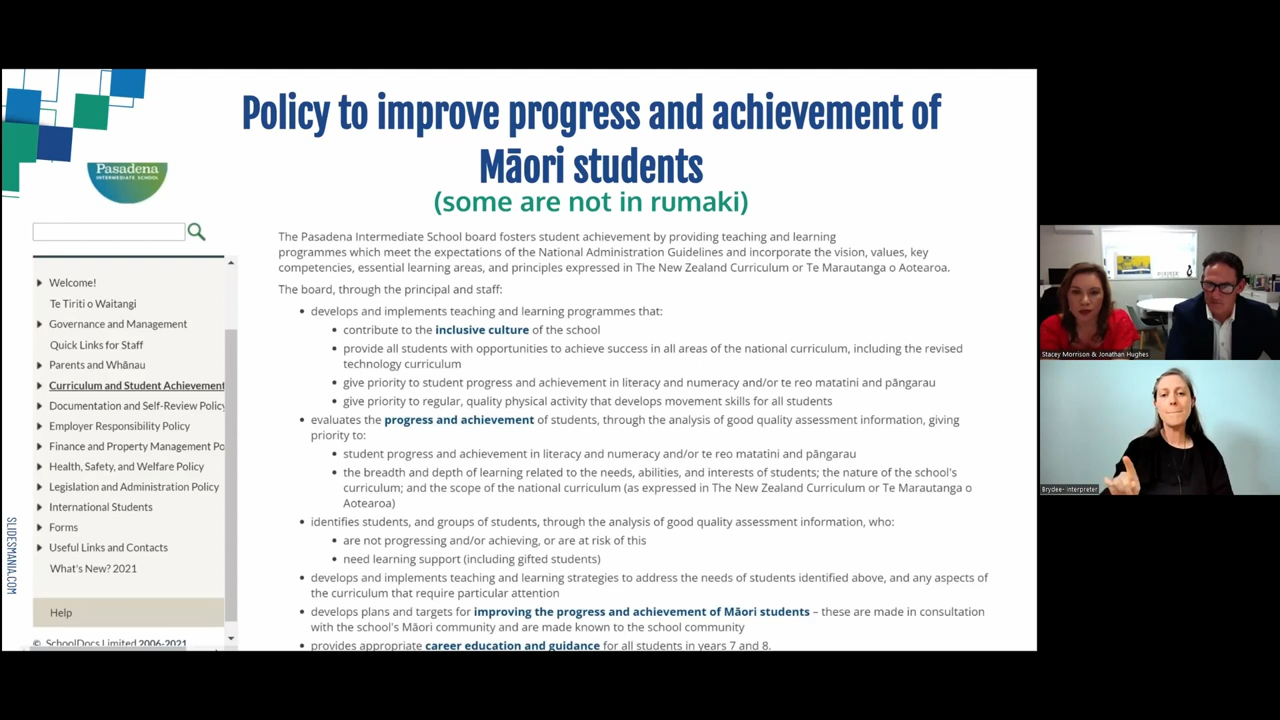 Policy to improve progress and achievement of
Māori students
(some are not in rumaki)
Pasadena
INTERMEDIATE SCHOOL
Welcome!
Te Tiriti o Waitangi
Governance and Management
Quick Links for Staff
Parents and Whānau
Curriculum and Student Achievement
Documentation and Self-Review Policy
Employer Responsibility Policy
Finance and Property Management Po
Health, Safety, and Welfare Policy
Legislation and Administration Policy
International Students
Forms
Useful Links and Contacts
What's New? 2021
Help
© SchoolDocs Limited 2006-2021
SLIDESMANIA.COM
The Pasadena Intermediate School board fosters student achievement by providing teaching and learning
programmes which meet the expectations of the National Administration Guidelines and incorporate the vision, values, key
competencies, essential learning areas, and principles expressed in The New Zealand Curriculum or Te Marautanga o Aotearoa.
The board, through the principal and staff:
• develops and implements teaching and learning programmes that:
• contribute to the inclusive culture of the school
• provide all students with opportunities to achieve success in all areas of the national curriculum, including the revised
technology curriculum
• give priority to student progress and achievement in literacy and numeracy and/or te reo matatini and pāngarau
• give priority to regular, quality physical activity that develops movement skills for all students
• evaluates the progress and achievement of students, through the analysis of good quality assessment information, giving
priority to:
• student progress and achievement in literacy and numeracy and/or te reo matatini and pāngarau
• the breadth and depth of learning related to the needs, abilities, and interests of students; the nature of the school's
curriculum; and the scope of the national curriculum (as expressed in The New Zealand Curriculum or Te Marautanga o
Aotearoa)
• identifies students, and groups of students, through the analysis of good quality assessment information, who:
• are not progressing and/or achieving, or are at risk of this
• need learning support (including gifted students)
• develops and implements teaching and learning strategies to address the needs of students identified above, and any aspects of
the curriculum that require particular attention
• develops plans and targets for improving the progress and achievement of Māori students – these are made in consultation
with the school's Māori community and are made known to the school community
• provides appropriate career education and guidance for all students in years 7 and 8.
Stacey Morrison & Jonathan Hughes
Brydee- Interpreter